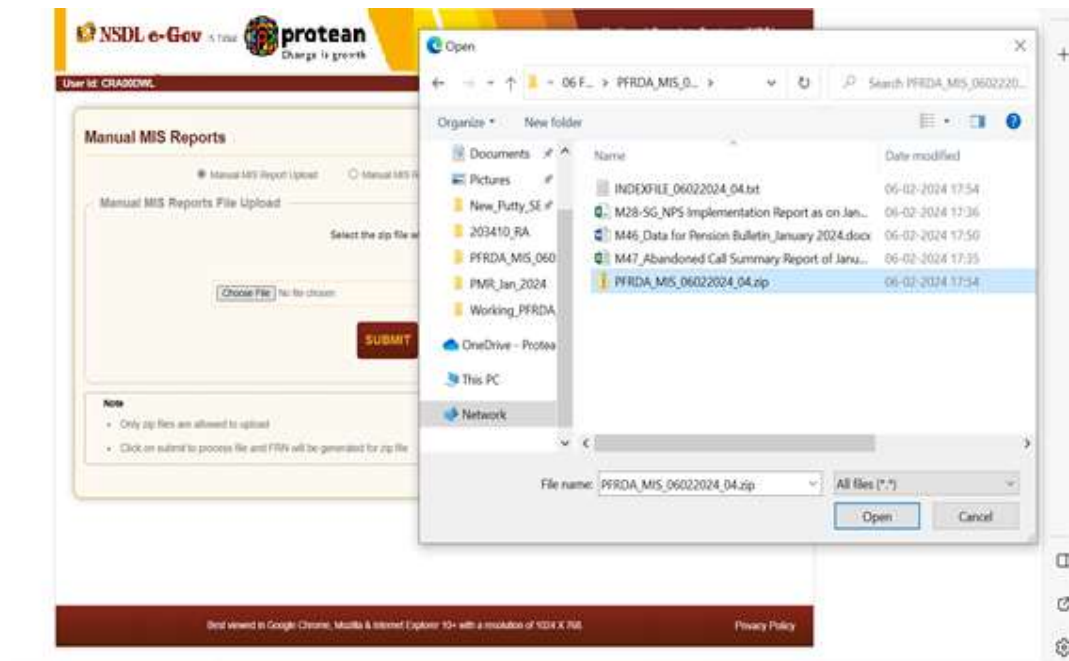 NSDL e-Gov is now protean
Change is growth
User Id: CRA00DWL
Manual MIS Reports
Manual MIS Report Upload Manual MIS R
Manual MIS Reports File Upload
Select the zip file w
Choose File No file chosen
SUBMIT
Note
Only zip files are allowed to upload
Click on submit to process file and FRN will be generated for zip file
Best viewed in Google Chrome, Mozilla & Internet Explorer 10+ with a resolution of 1024 X 768. Privacy Policy
Open
06 F... > PFRDA_MIS_0... > Search PFRDA_MIS_0602220...
Organize New folder
Name Date modified
Documents
Pictures
New_Putty_SE
203410_RA
PFRDA_MIS_060
PMR_Jan_2024
Working_PFRDA
OneDrive - Protea
This PC
Network
INDEXFILE_06022024_04.txt 06-02-2024 17:54
M28-SG_NPS Implementation Report as on Jan... 06-02-2024 17:36
M46_Data for Pension Bulletin_January 2024.docx 06-02-2024 17:50
M47_Abandoned Call Summary Report of Janu... 06-02-2024 17:35
PFRDA_MIS_06022024_04.zip 06-02-2024 17:54
File name: PFRDA_MIS_06022024_04.zip All files (*.*)
Open Cancel